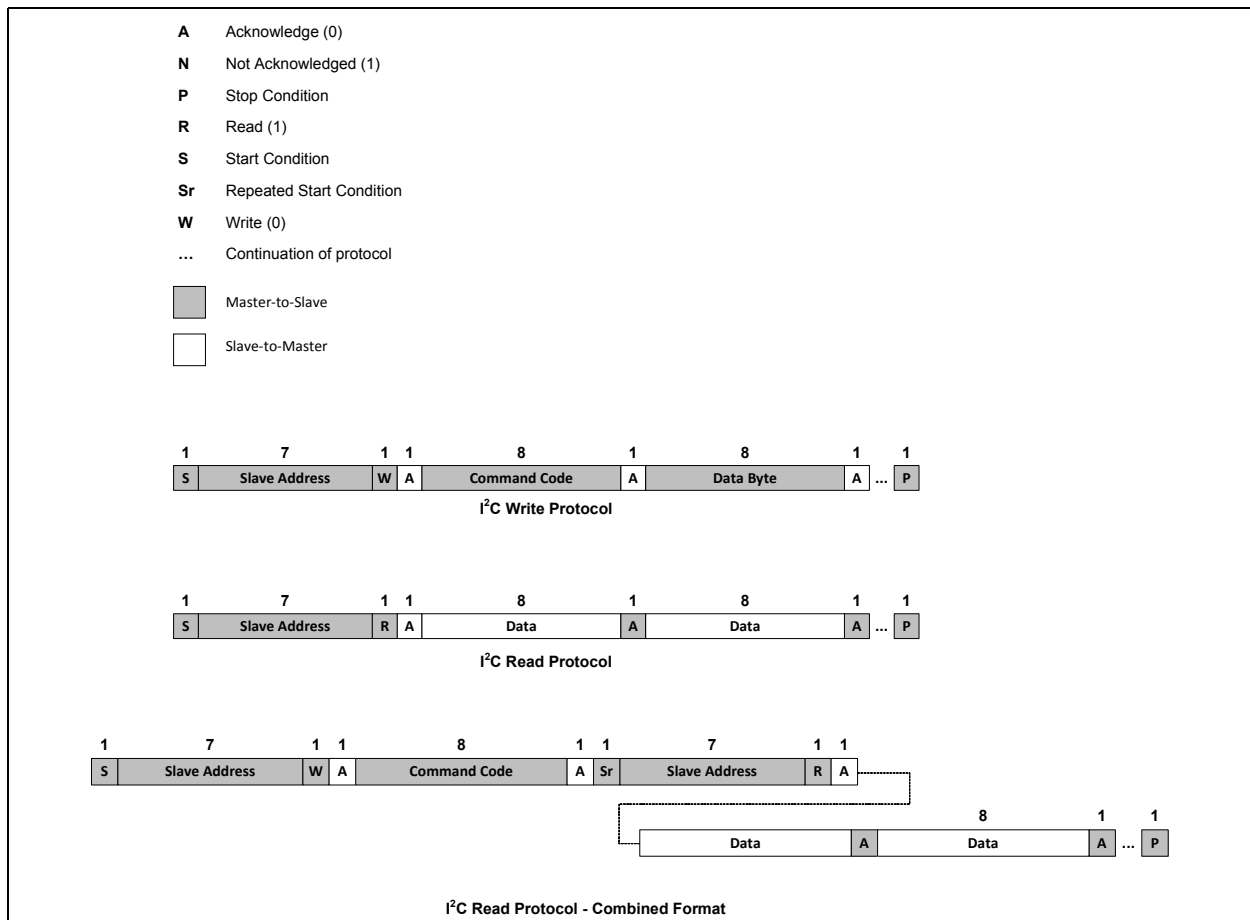 A Acknowledge (0)
N Not Acknowledged (1)
P Stop Condition
R Read (1)
S Start Condition
Sr Repeated Start Condition
W Write (0)
... Continuation of protocol
Master-to-Slave
Slave-to-Master
1 7 1 1 8 1 8 1 1
S Slave Address W A Command Code A Data Byte A ... P
I²C Write Protocol
1 7 1 1 8 1 8 1 1
S Slave Address R A Data A Data A ... P
I²C Read Protocol
1 7 1 1 8 1 1 7 1 1
S Slave Address W A Command Code A Sr Slave Address R A
8 1 1
Data A Data A ... P
I²C Read Protocol - Combined Format